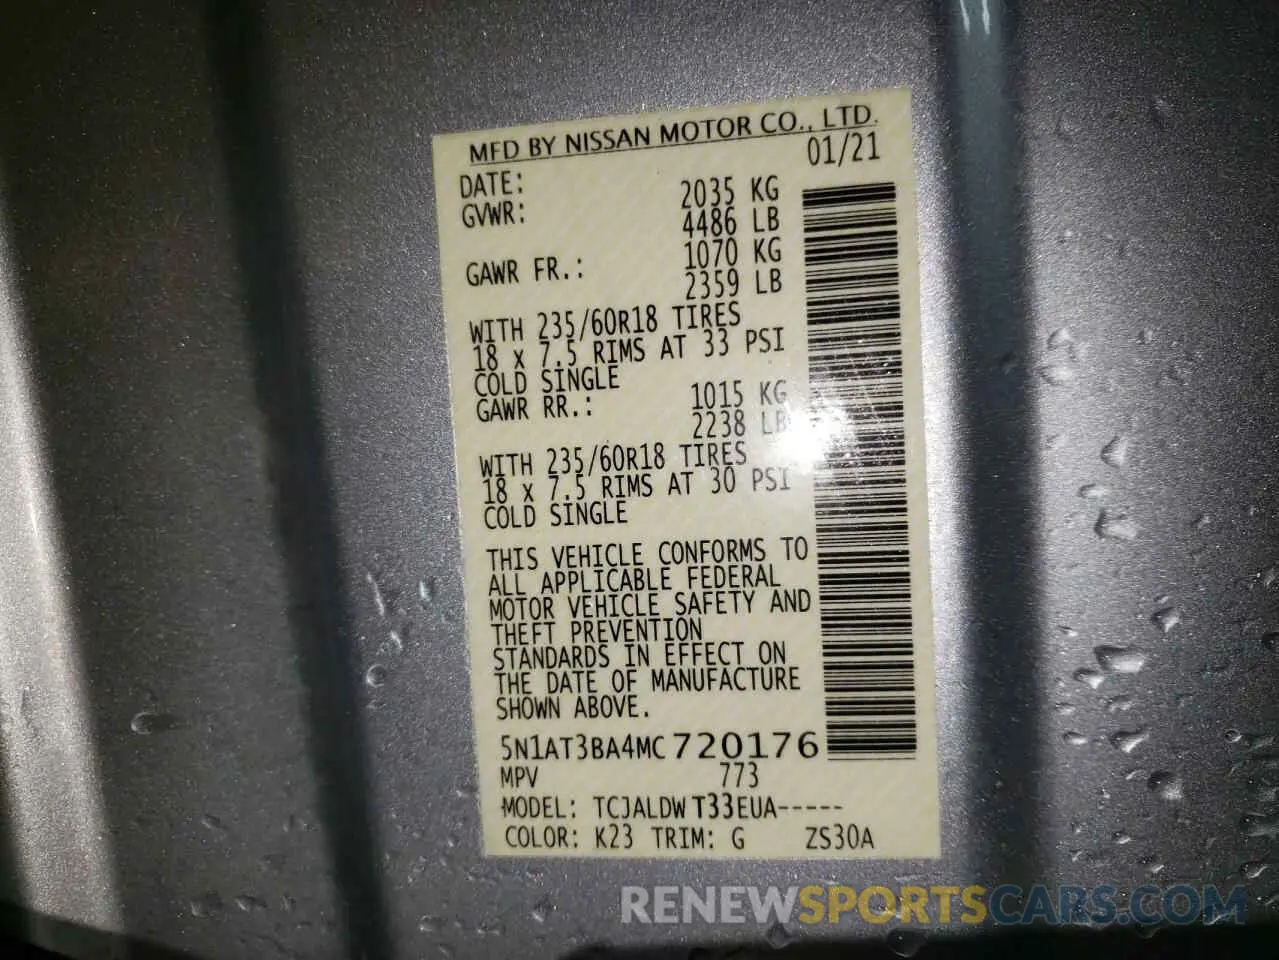 MFD BY NISSAN MOTOR CO., LTD.
DATE: 01/21
GVWR: 2035 KG
4486 LB
GAWR FR.: 1070 KG
2359 LB
WITH 235/60R18 TIRES
18 x 7.5 RIMS AT 33 PSI
COLD SINGLE
GAWR RR.: 1015 KG
2238 LB
WITH 235/60R18 TIRES
18 x 7.5 RIMS AT 30 PSI
COLD SINGLE
THIS VEHICLE CONFORMS TO
ALL APPLICABLE FEDERAL
MOTOR VEHICLE SAFETY AND
THEFT PREVENTION
STANDARDS IN EFFECT ON
THE DATE OF MANUFACTURE
SHOWN ABOVE.
5N1AT3BA4MC720176
MPV 773
MODEL: TCJALDW T33EUA-----
COLOR: K23 TRIM: G ZS30A
RENEWSPORTSCARS.COM